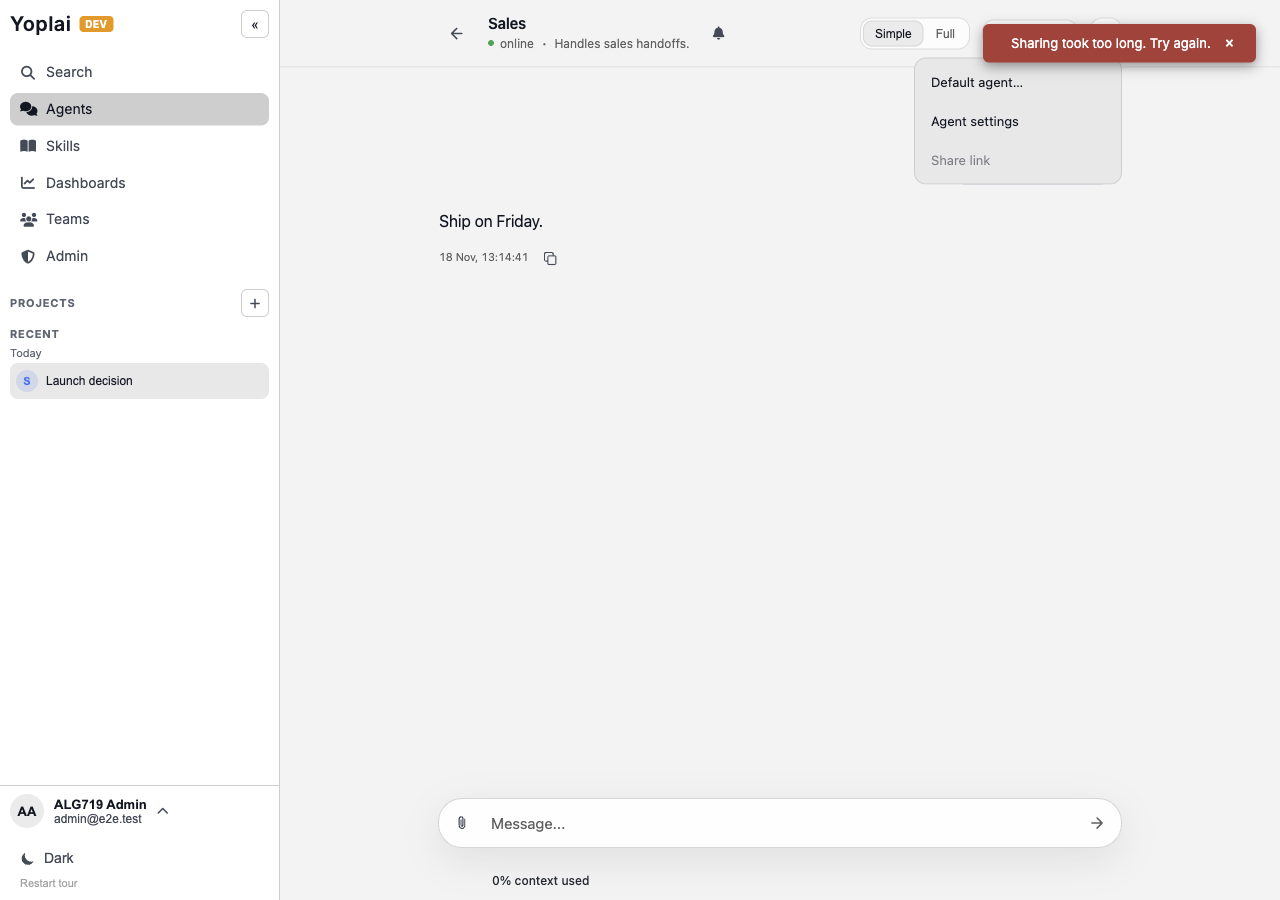 Yoplai DEV «
Search
Agents
Skills
Dashboards
Teams
Admin
PROJECTS +
RECENT
Today
S Launch decision
AA ALG719 Admin
admin@e2e.test
Dark
Restart tour
Sales
online · Handles sales handoffs.
Simple Full
Sharing took too long. Try again. ×
Default agent...
Agent settings
Share link
Ship on Friday.
18 Nov, 13:14:41
Message...
0% context used